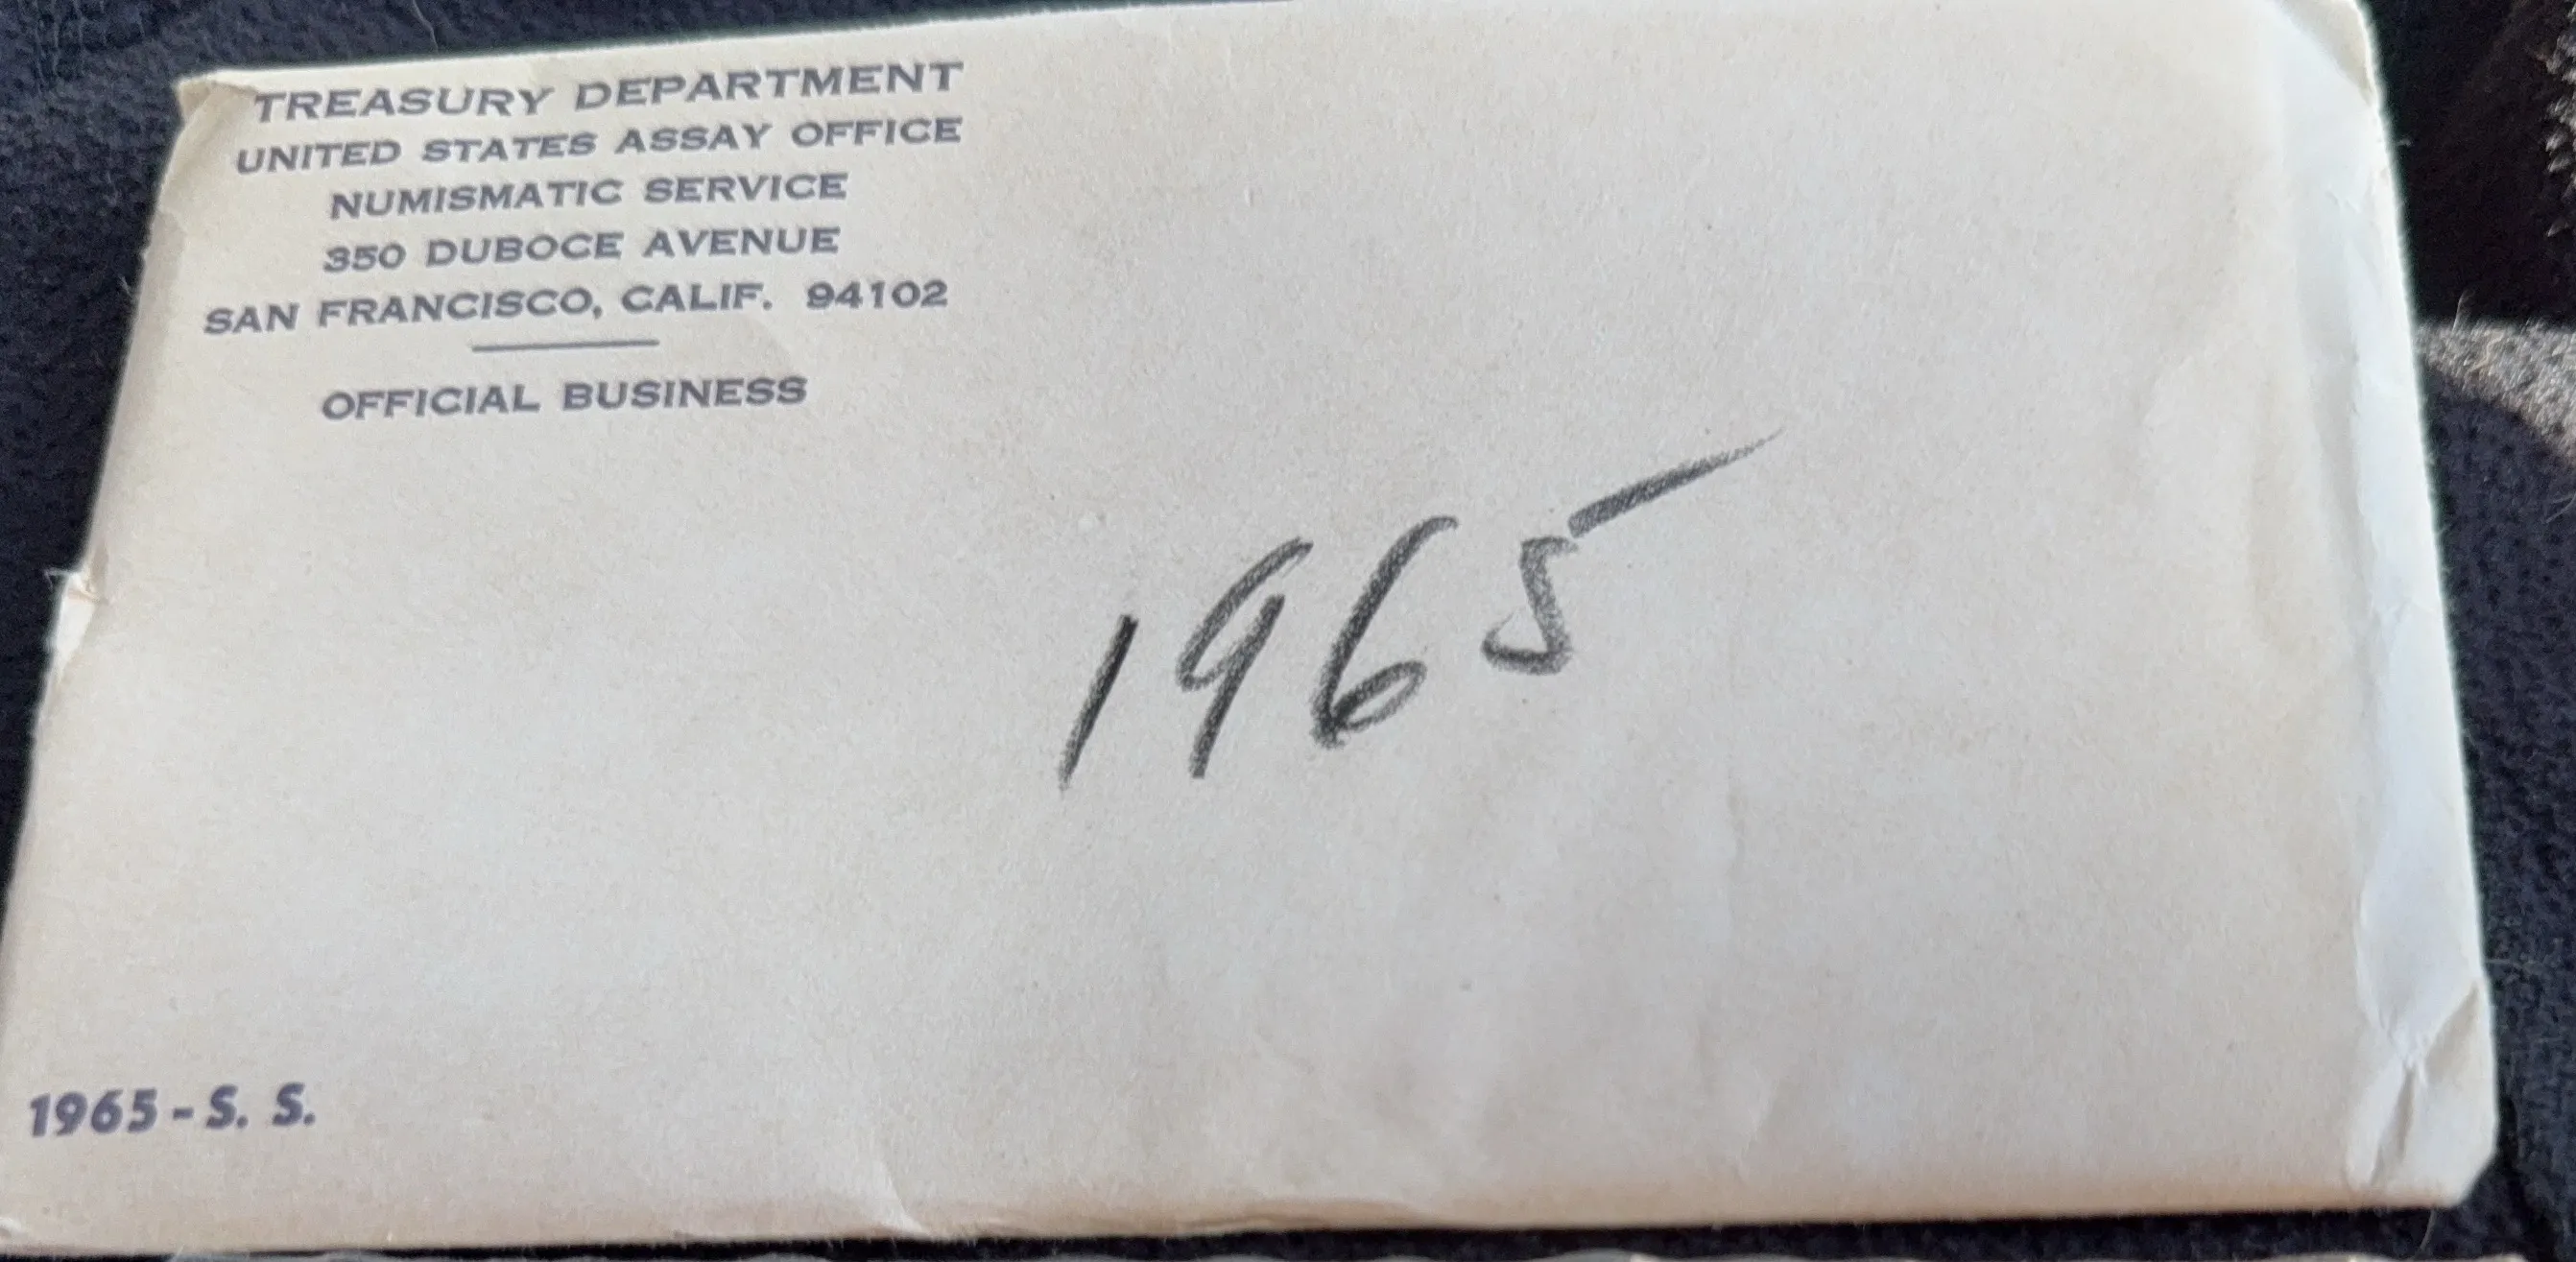 TREASURY DEPARTMENT
UNITED STATES ASSAY OFFICE
NUMISMATIC SERVICE
350 DUBOCE AVENUE
SAN FRANCISCO, CALIF. 94102
OFFICIAL BUSINESS
1965
1965 - S. S.